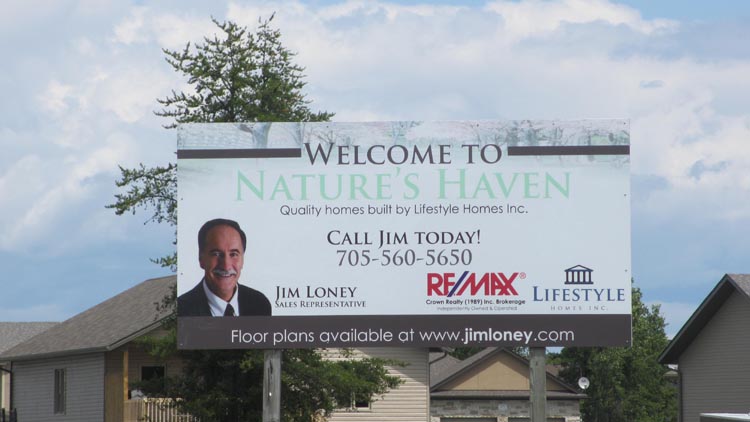 WELCOME TO
NATURE'S HAVEN
Quality homes built by Lifestyle Homes Inc.
CALL JIM TODAY!
705-560-5650
JIM LONEY
SALES REPRESENTATIVE
RE/MAX®
Crown Realty (1989) Inc. Brokerage
Independently Owned & Operated
LIFESTYLE
HOMES INC.
Floor plans available at www.jimloney.com